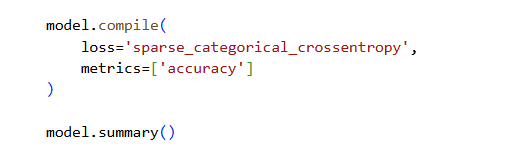 model.compile(
    loss='sparse_categorical_crossentropy',
    metrics=['accuracy']
)
model.summary()